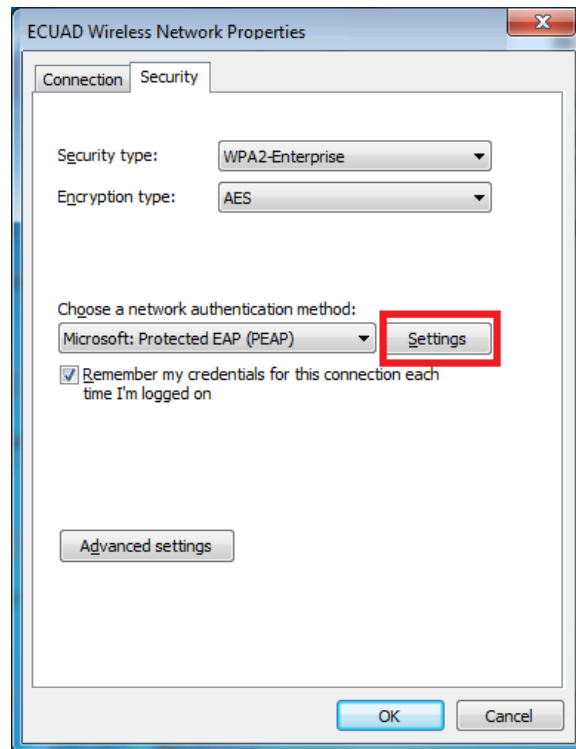 ECUAD Wireless Network Properties
Connection Security
Security type: WPA2-Enterprise
Encryption type: AES
Choose a network authentication method:
Microsoft: Protected EAP (PEAP) Settings
Remember my credentials for this connection each
time I'm logged on
Advanced settings
OK Cancel